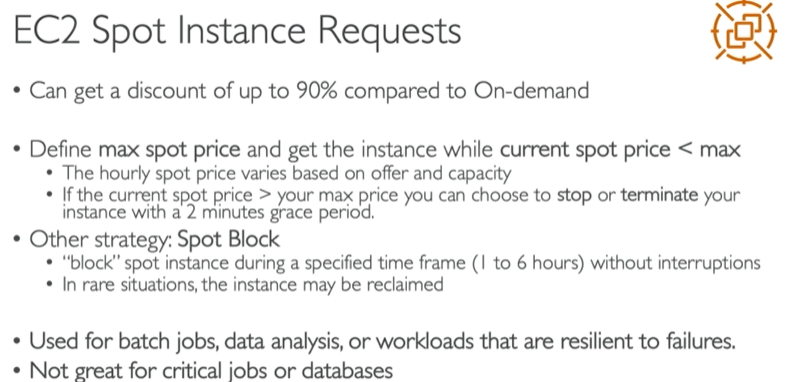 EC2 Spot Instance Requests
• Can get a discount of up to 90% compared to On-demand
• Define max spot price and get the instance while current spot price < max
• The hourly spot price varies based on offer and capacity
• If the current spot price > your max price you can choose to stop or terminate your
instance with a 2 minutes grace period.
• Other strategy: Spot Block
• “block” spot instance during a specified time frame (1 to 6 hours) without interruptions
• In rare situations, the instance may be reclaimed
• Used for batch jobs, data analysis, or workloads that are resilient to failures.
• Not great for critical jobs or databases